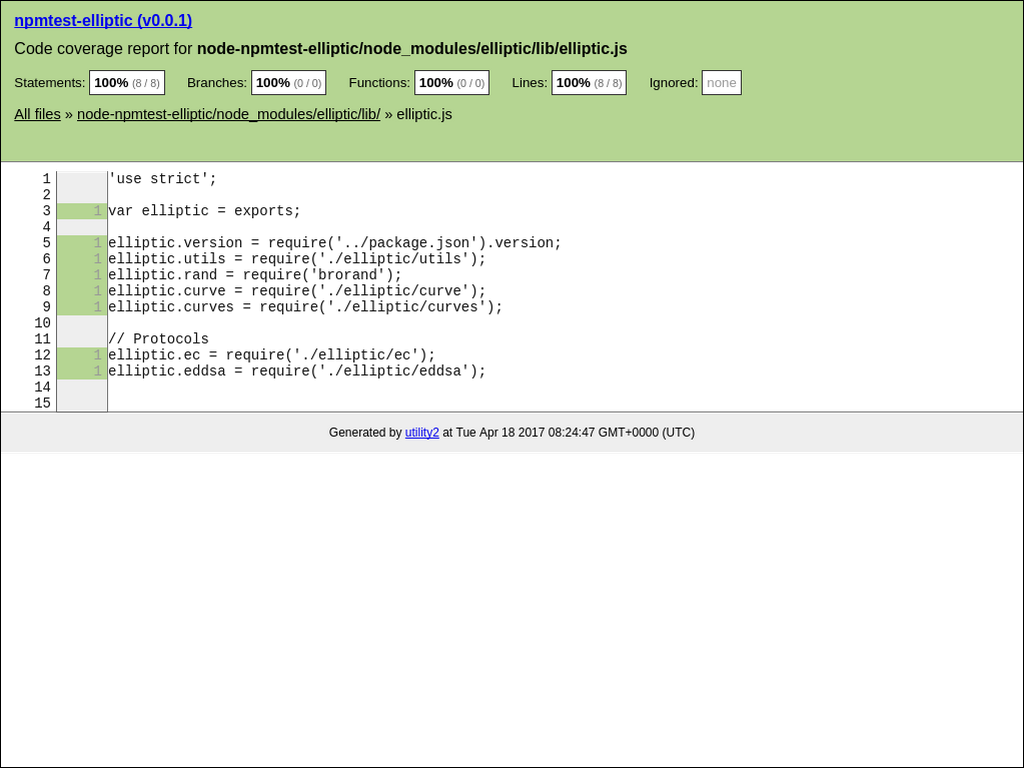 npmtest-elliptic (v0.0.1)
Code coverage report for node-npmtest-elliptic/node_modules/elliptic/lib/elliptic.js
Statements: 100% (8 / 8) Branches: 100% (0 / 0) Functions: 100% (0 / 0) Lines: 100% (8 / 8) Ignored: none
All files » node-npmtest-elliptic/node_modules/elliptic/lib/ » elliptic.js
1 'use strict';
2
3 1 var elliptic = exports;
4
5 1 elliptic.version = require('../package.json').version;
6 1 elliptic.utils = require('./elliptic/utils');
7 1 elliptic.rand = require('brorand');
8 1 elliptic.curve = require('./elliptic/curve');
9 1 elliptic.curves = require('./elliptic/curves');
10
11 // Protocols
12 1 elliptic.ec = require('./elliptic/ec');
13 1 elliptic.eddsa = require('./elliptic/eddsa');
14
15
Generated by utility2 at Tue Apr 18 2017 08:24:47 GMT+0000 (UTC)